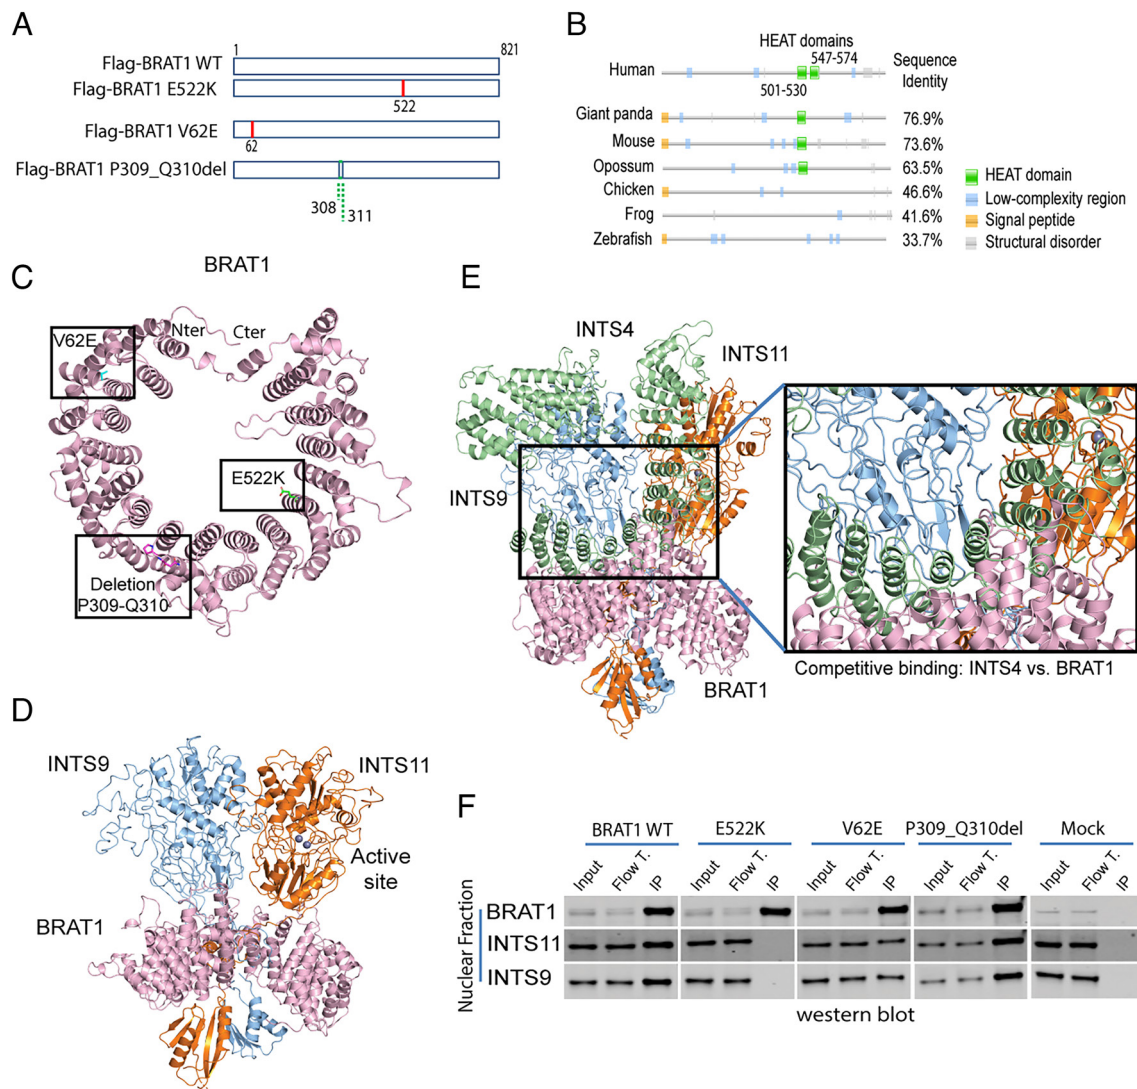 A
1
821
Flag-BRAT1 WT
Flag-BRAT1 E522K
522
Flag-BRAT1 V62E
62
Flag-BRAT1 P309_Q310del
308
311
B
HEAT domains
547-574
Sequence
Identity
Human
501-530
Giant panda
76.9%
Mouse
73.6%
Opossum
63.5%
Chicken
46.6%
Frog
41.6%
Zebrafish
33.7%
HEAT domain
Low-complexity region
Signal peptide
Structural disorder
C
BRAT1
V62E
Nter
Cter
E522K
Deletion
P309-Q310
D
INTS9
INTS11
Active
site
BRAT1
E
INTS4
INTS11
INTS9
BRAT1
Competitive binding: INTS4 vs. BRAT1
F
BRAT1 WT
E522K
V62E
P309_Q310del
Mock
Input
Flow T.
IP
Input
Flow T.
IP
Input
Flow T.
IP
Input
Flow T.
IP
Input
Flow T.
IP
Nuclear Fraction
BRAT1
INTS11
INTS9
western blot